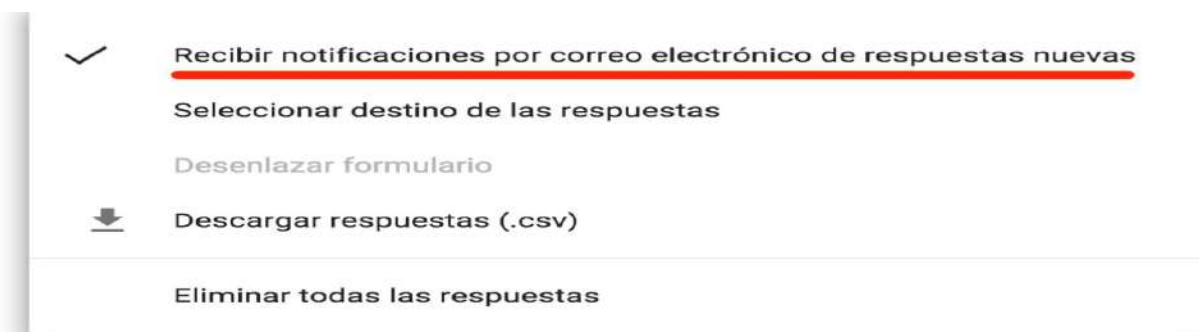 Recibir notificaciones por correo electrónico de respuestas nuevas
Seleccionar destino de las respuestas
Desenlazar formulario
Descargar respuestas (.csv)
Eliminar todas las respuestas